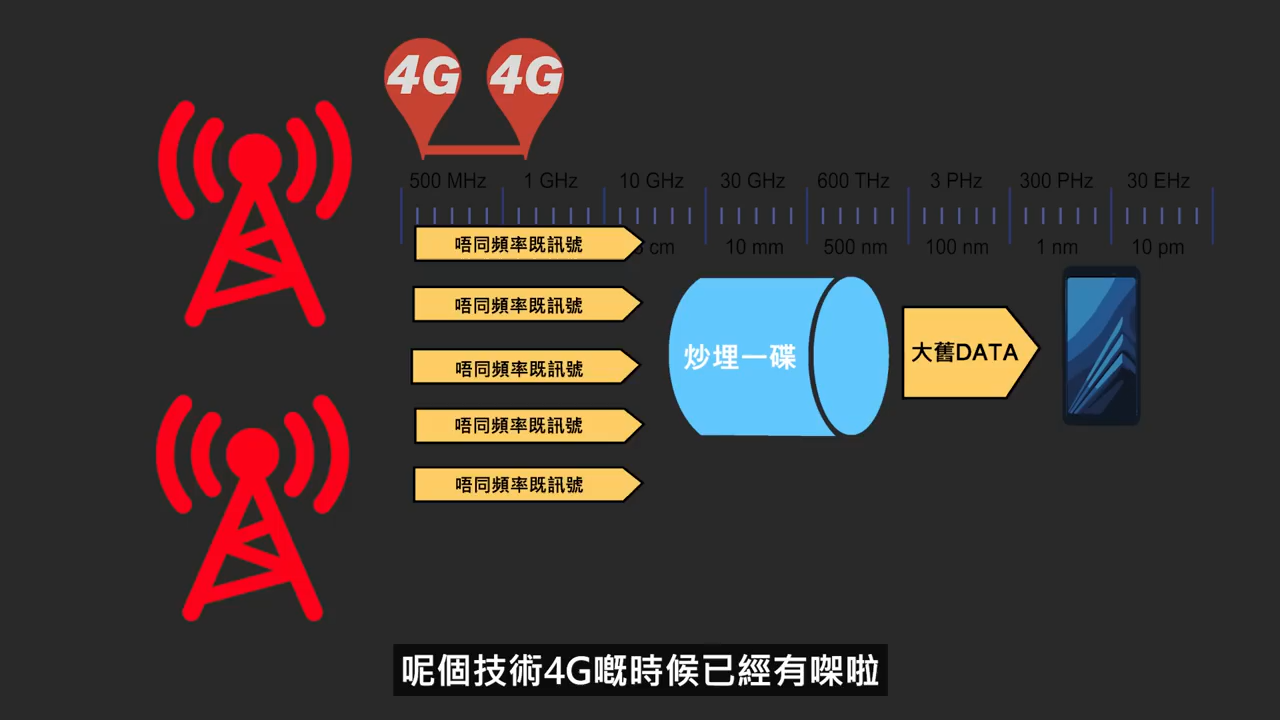 4G 4G
500 MHz 1 GHz 10 GHz 30 GHz 600 THz 3 PHz 300 PHz 30 EHz
cm 10 mm 500 nm 100 nm 1 nm 10 pm
唔同頻率既訊號
唔同頻率既訊號
唔同頻率既訊號
唔同頻率既訊號
唔同頻率既訊號
炒埋一碟
大舊DATA
呢個技術4G嘅時候已經有㗎啦